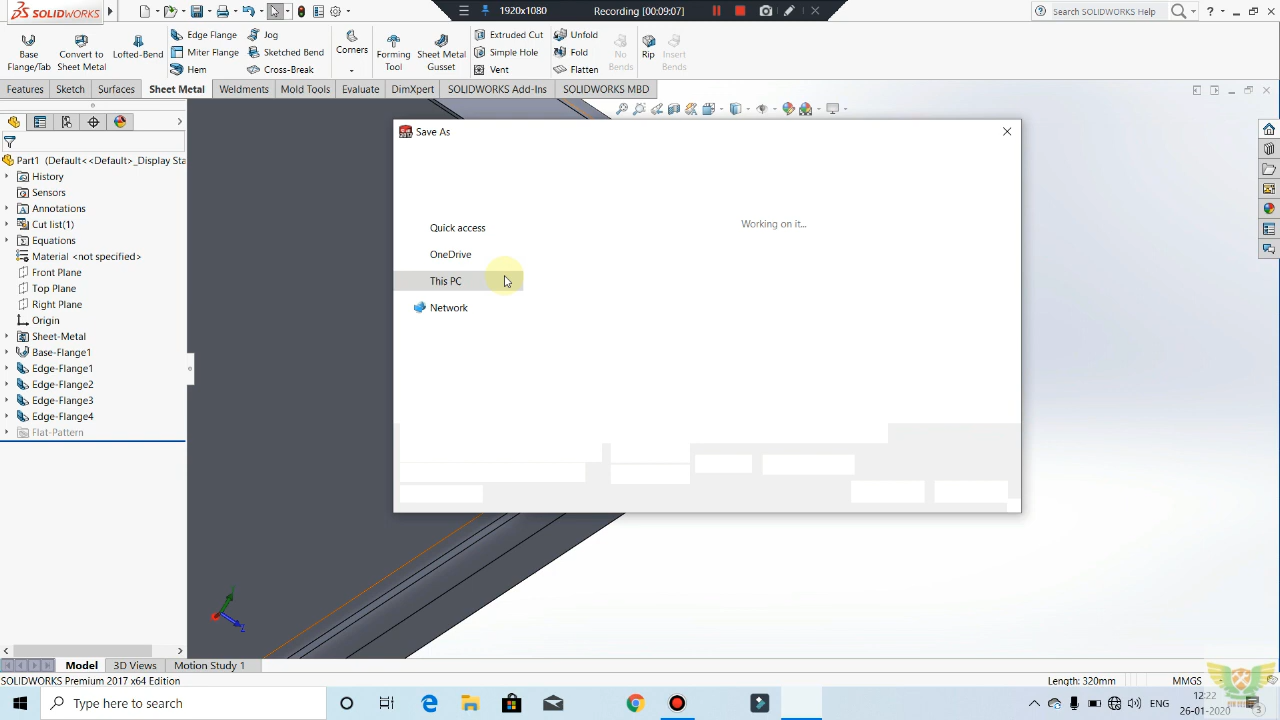 SOLIDWORKS
1920x1080 Recording [00:09:07]
Search SOLIDWORKS Help
Base Flange/Tab
Convert to Sheet Metal
Lofted-Bend
Edge Flange
Miter Flange
Hem
Jog
Sketched Bend
Cross-Break
Corners
Forming Tool
Sheet Metal Gusset
Extruded Cut
Simple Hole
Vent
Unfold
Fold
Flatten
No Bends
Rip
Insert Bends
Features Sketch Surfaces Sheet Metal Weldments Mold Tools Evaluate DimXpert SOLIDWORKS Add-Ins SOLIDWORKS MBD
Part1 (Default<<Default>_Display Sta
History
Sensors
Annotations
Cut list(1)
Equations
Material <not specified>
Front Plane
Top Plane
Right Plane
Origin
Sheet-Metal
Base-Flange1
Edge-Flange1
Edge-Flange2
Edge-Flange3
Edge-Flange4
Flat-Pattern
Save As
Quick access
OneDrive
This PC
Network
Working on it...
Model 3D Views Motion Study 1
SOLIDWORKS Premium 2017 x64 Edition
Length: 320mm MMGS
Type here to search
ENG
12:22
26-01-2020
3